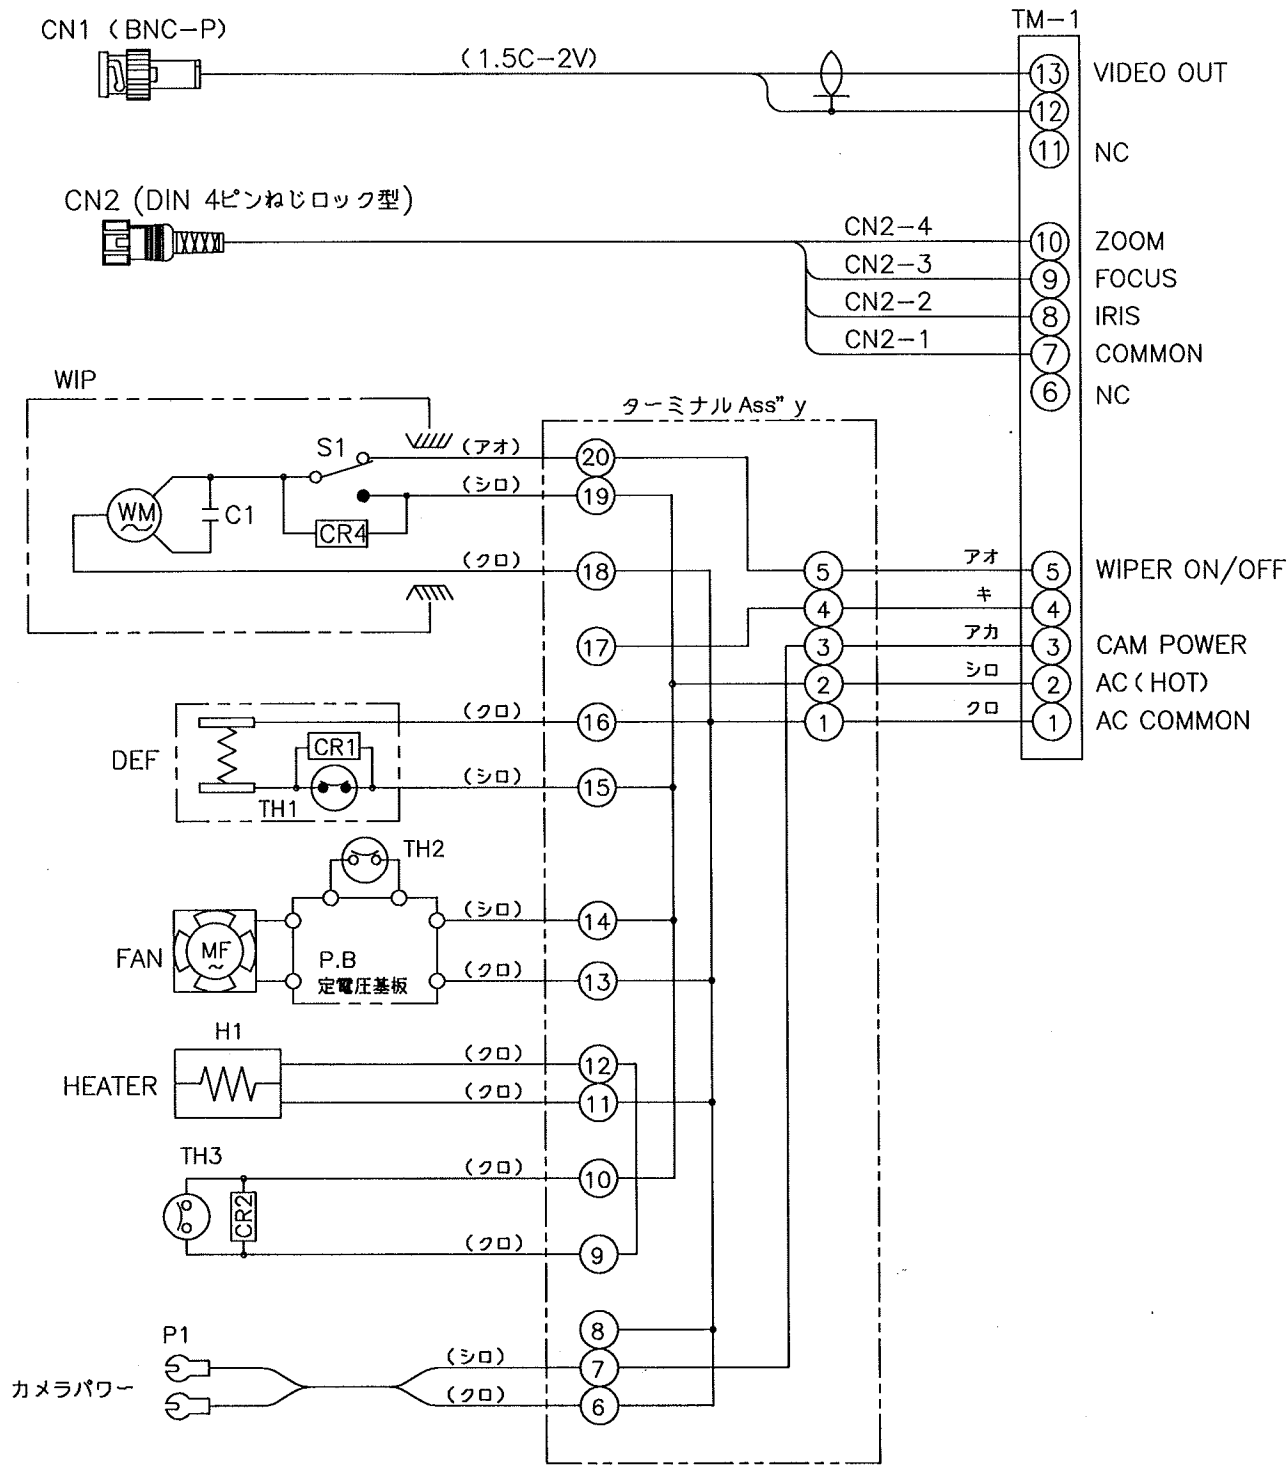 CN1 (BNC-P)
(1.5C-2V)
TM-1
13 VIDEO OUT
12
11 NC
CN2 (DIN 4ピンねじロック型)
CN2-4 10 ZOOM
CN2-3 9 FOCUS
CN2-2 8 IRIS
CN2-1 7 COMMON
6 NC
WIP
ターミナル Ass"y
S1 (アオ) 20
(シロ) 19
WM C1
CR4
(クロ) 18
5 アオ 5 WIPER ON/OFF
4 キ 4
17
3 アカ 3 CAM POWER
2 シロ 2 AC(HOT)
(クロ) 16
1 クロ 1 AC COMMON
DEF
CR1
(シロ) 15
TH1
TH2
(シロ) 14
FAN
MF
P.B
定電圧基板
(クロ) 13
H1
HEATER
(クロ) 12
(クロ) 11
TH3
(クロ) 10
CR2
(クロ) 9
8
P1
カメラパワー
(シロ) 7
(クロ) 6